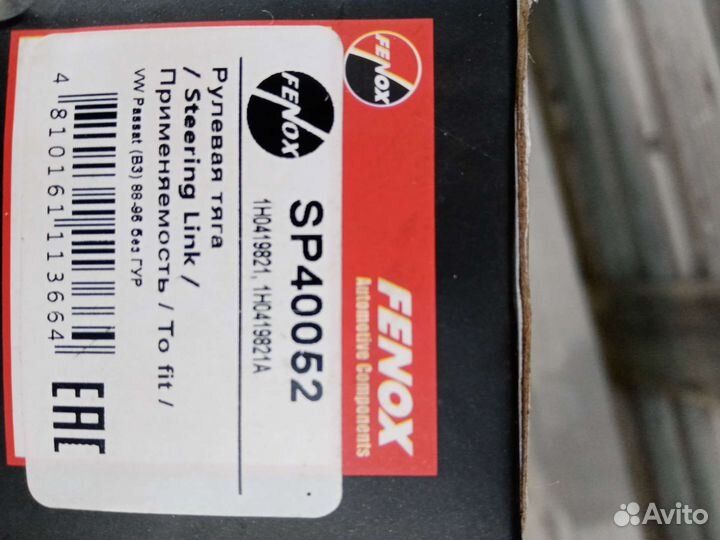 FENOX
FENOX
Automotive Components
FENOX
SP40052
1H0419821, 1H0419821A
Рулевая тяга
/ Steering Link /
Применяемость / To fit /
VW Passat (B3) 88-96 без ГУР
4 810161 113664
EAC
Avito